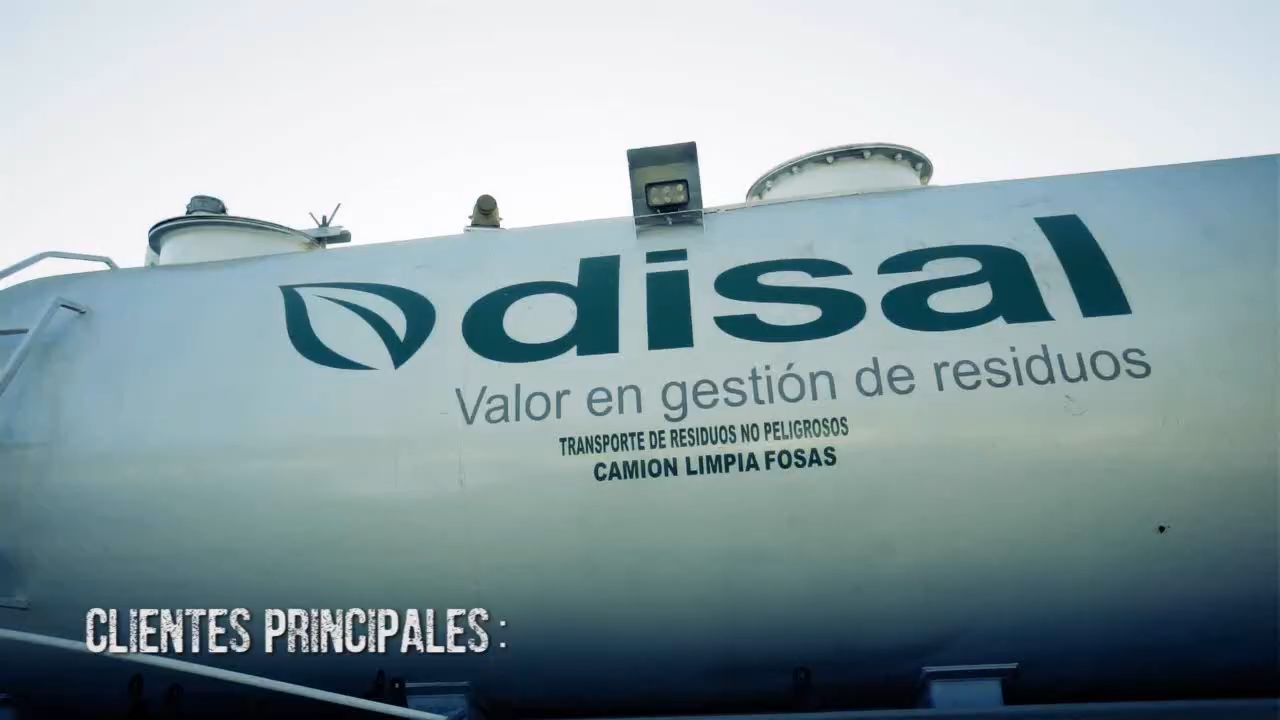 disal
Valor en gestión de residuos
TRANSPORTE DE RESIDUOS NO PELIGROSOS
CAMION LIMPIA FOSAS
CLIENTES PRINCIPALES: